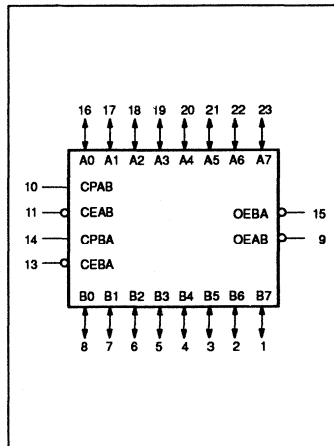 16 17 18 19 20 21 22 23
A0 A1 A2 A3 A4 A5 A6 A7
10 CPAB
11 CEAB OEBA 15
14 CPBA OEAB 9
13 CEBA
B0 B1 B2 B3 B4 B5 B6 B7
8 7 6 5 4 3 2 1